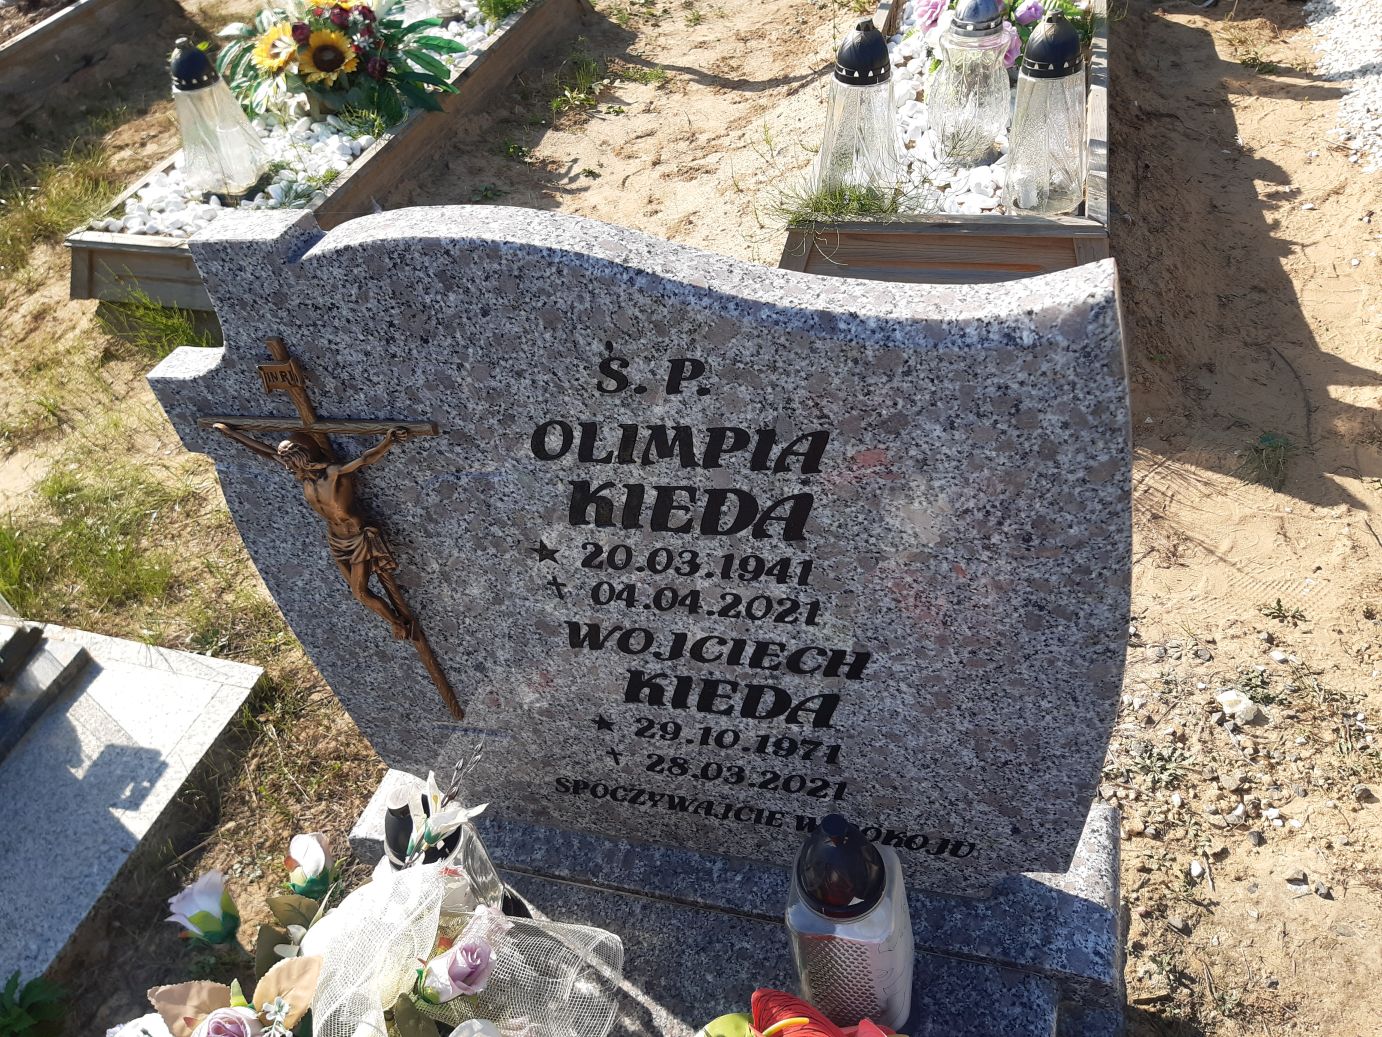 INRI
Ś. P.
OLIMPIA
KIEDA
★ 20.03.1941
✝ 04.04.2021
WOJCIECH
KIEDA
★ 29.10.1971
✝ 28.03.2021
SPOCZYWAJCIE W POKOJU